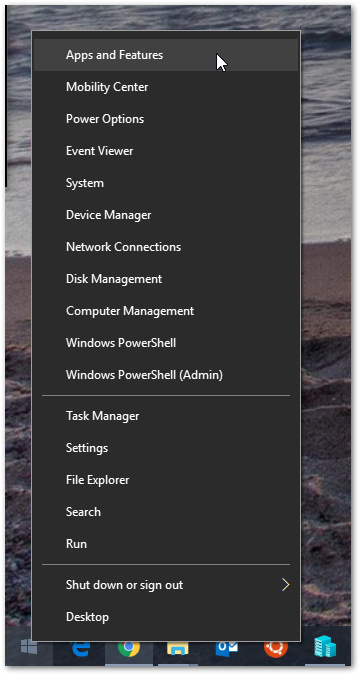 Apps and Features
Mobility Center
Power Options
Event Viewer
System
Device Manager
Network Connections
Disk Management
Computer Management
Windows PowerShell
Windows PowerShell (Admin)
Task Manager
Settings
File Explorer
Search
Run
Shut down or sign out
Desktop